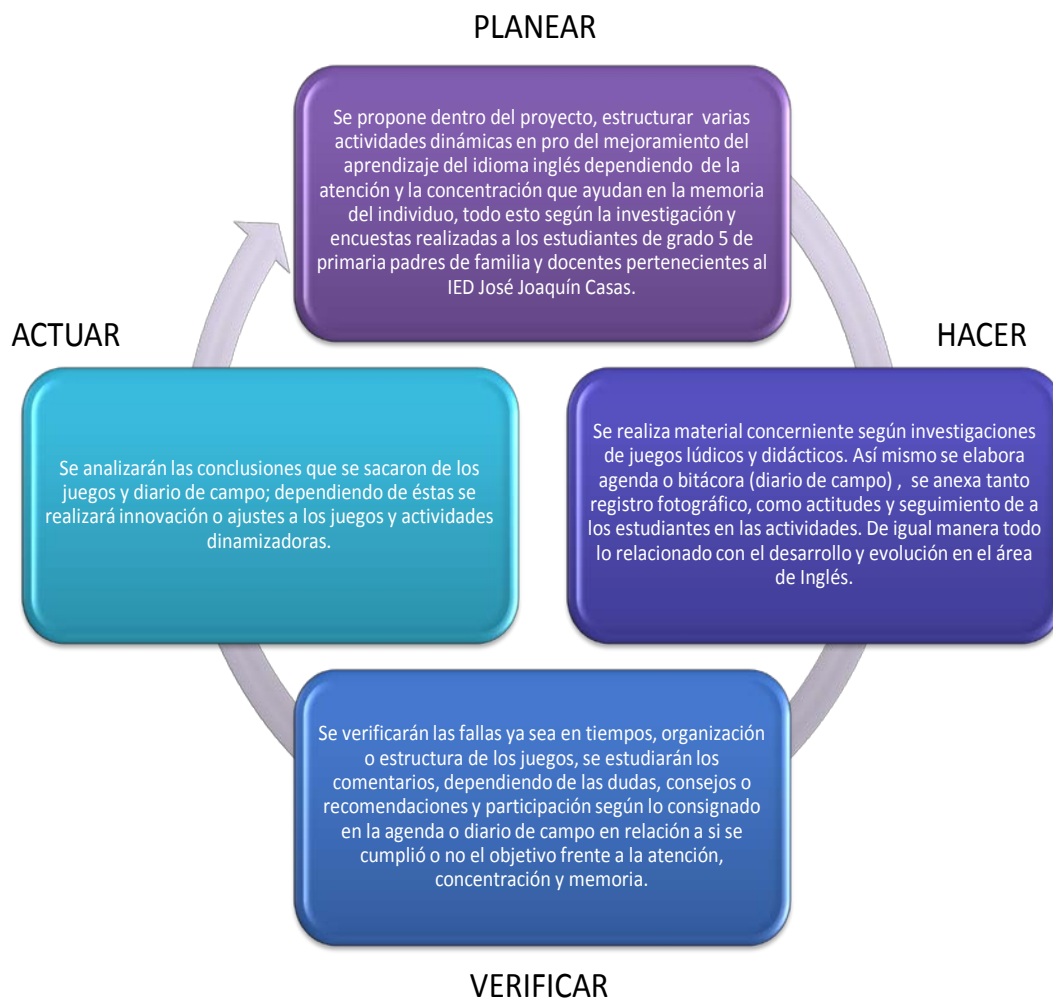 PLANEAR
Se propone dentro del proyecto, estructurar varias
actividades dinámicas en pro del mejoramiento del
aprendizaje del idioma inglés dependiendo de la
atención y la concentración que ayudan en la memoria
del individuo, todo esto según la investigación y
encuestas realizadas a los estudiantes de grado 5 de
primaria padres de familia y docentes pertenecientes al
IED José Joaquín Casas.
HACER
Se realiza material concerniente según investigaciones
de juegos lúdicos y didácticos. Así mismo se elabora
agenda o bitácora (diario de campo) , se anexa tanto
registro fotográfico, como actitudes y seguimiento de a
los estudiantes en las actividades. De igual manera todo
lo relacionado con el desarrollo y evolución en el área
de Inglés.
VERIFICAR
Se verificarán las fallas ya sea en tiempos, organización
o estructura de los juegos, se estudiarán los
comentarios, dependiendo de las dudas, consejos o
recomendaciones y participación según lo consignado
en la agenda o diario de campo en relación a si se
cumplió o no el objetivo frente a la atención,
concentración y memoria.
ACTUAR
Se analizarán las conclusiones que se sacaron de los
juegos y diario de campo; dependiendo de éstas se
realizará innovación o ajustes a los juegos y actividades
dinamizadoras.